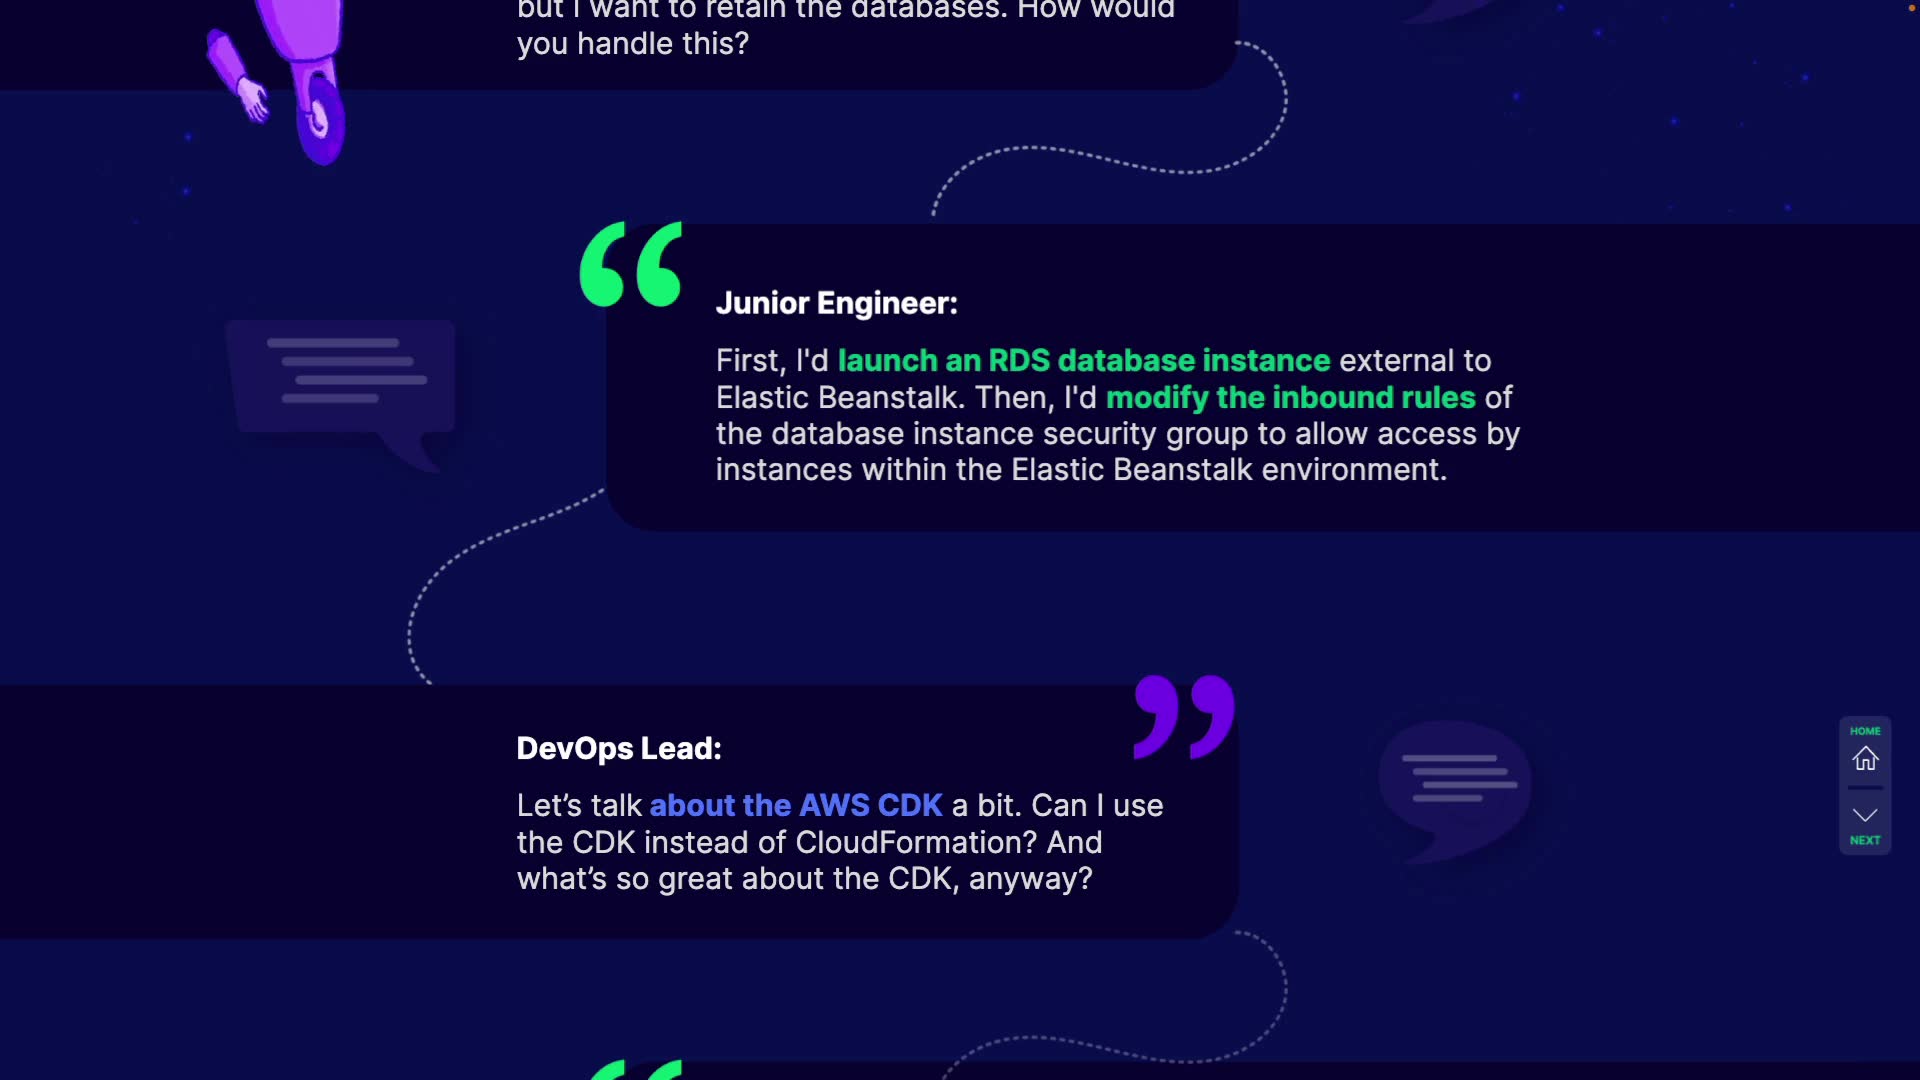 but I want to retain the databases. How would
you handle this?
Junior Engineer:
First, I'd launch an RDS database instance external to
Elastic Beanstalk. Then, I'd modify the inbound rules of
the database instance security group to allow access by
instances within the Elastic Beanstalk environment.
DevOps Lead:
Let’s talk about the AWS CDK a bit. Can I use
the CDK instead of CloudFormation? And
what’s so great about the CDK, anyway?
HOME
NEXT